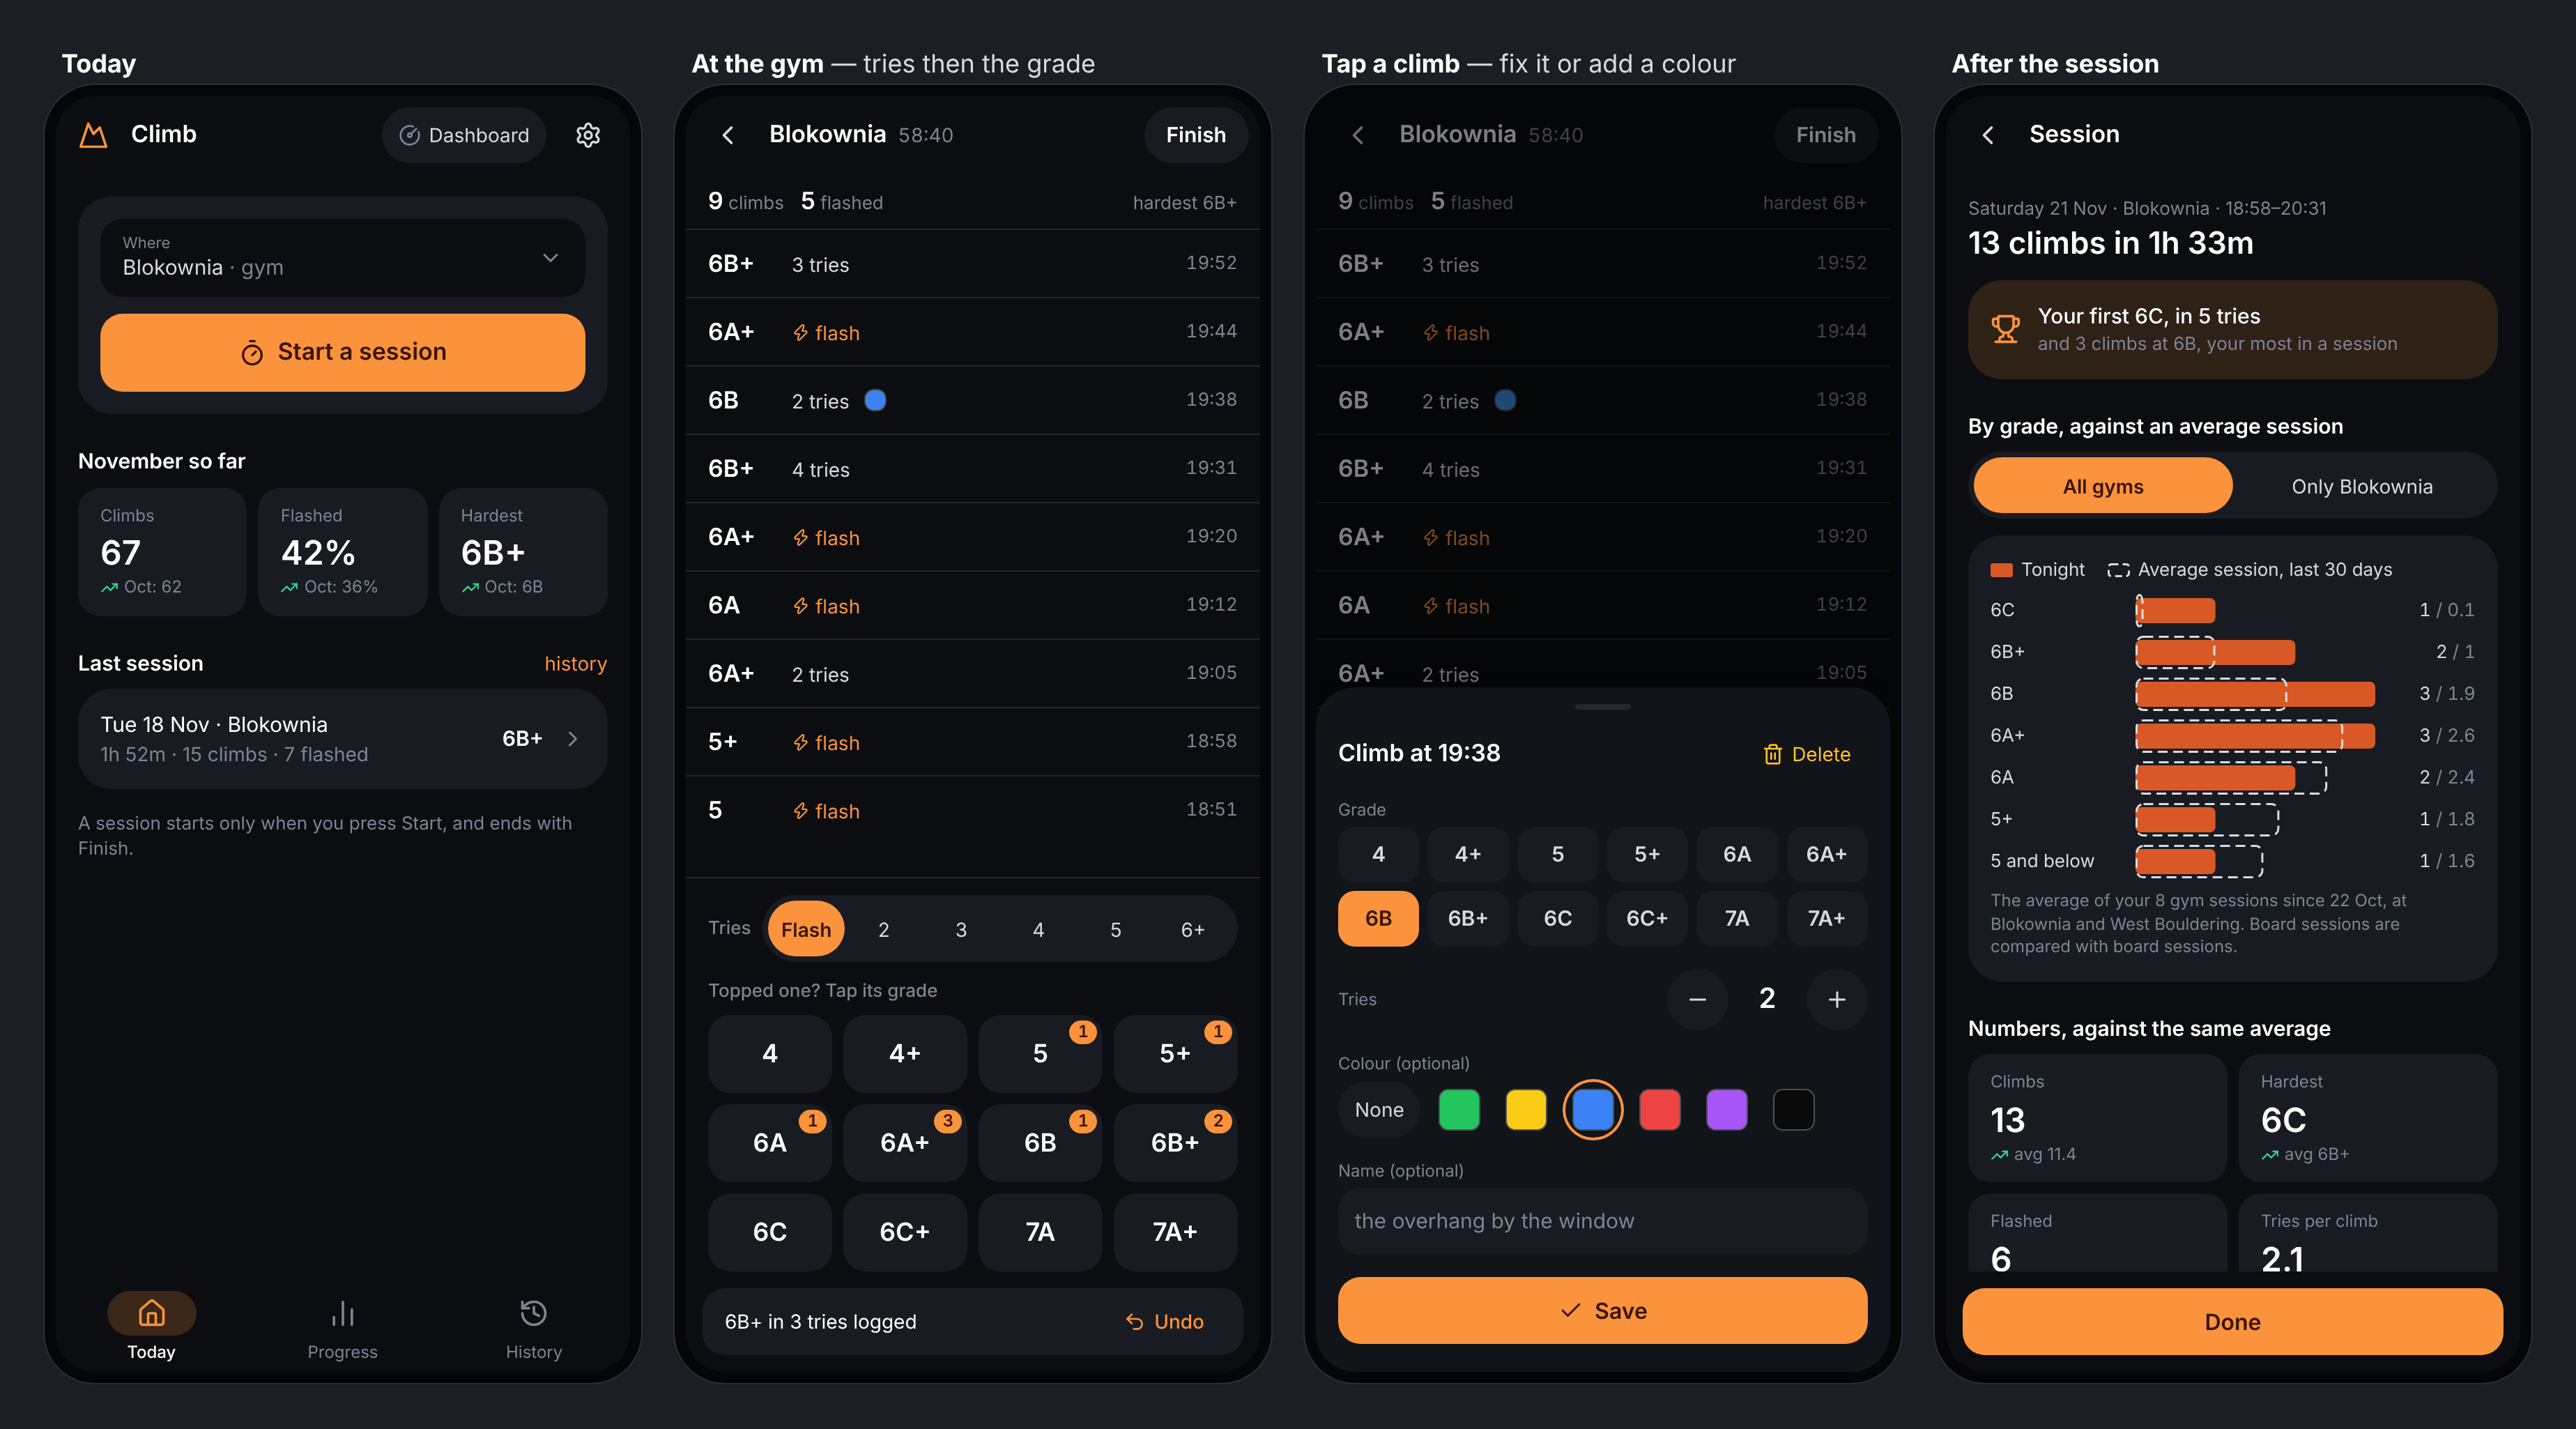 Today
Climb
Dashboard
Where
Blokownia · gym
Start a session
November so far
Climbs
67
Oct: 62
Flashed
42%
Oct: 36%
Hardest
6B+
Oct: 6B
Last session
history
Tue 18 Nov · Blokownia
1h 52m · 15 climbs · 7 flashed
6B+
A session starts only when you press Start, and ends with
Finish.
Today
Progress
History
At the gym — tries then the grade
Blokownia 58:40
Finish
9 climbs 5 flashed
hardest 6B+
6B+ 3 tries 19:52
6A+ flash 19:44
6B 2 tries 19:38
6B+ 4 tries 19:31
6A+ flash 19:20
6A flash 19:12
6A+ 2 tries 19:05
5+ flash 18:58
5 flash 18:51
Tries Flash 2 3 4 5 6+
Topped one? Tap its grade
4 4+ 5 1 5+ 1
6A 1 6A+ 3 6B 1 6B+ 2
6C 6C+ 7A 7A+
6B+ in 3 tries logged
Undo
Tap a climb — fix it or add a colour
Blokownia 58:40
Finish
9 climbs 5 flashed
hardest 6B+
6B+ 3 tries 19:52
6A+ flash 19:44
6B 2 tries 19:38
6B+ 4 tries 19:31
6A+ flash 19:20
6A flash 19:12
6A+ 2 tries 19:05
Climb at 19:38
Delete
Grade
4 4+ 5 5+ 6A 6A+
6B 6B+ 6C 6C+ 7A 7A+
Tries 2
Colour (optional)
None
Name (optional)
the overhang by the window
Save
After the session
Session
Saturday 21 Nov · Blokownia · 18:58–20:31
13 climbs in 1h 33m
Your first 6C, in 5 tries
and 3 climbs at 6B, your most in a session
By grade, against an average session
All gyms
Only Blokownia
Tonight Average session, last 30 days
6C 1 / 0.1
6B+ 2 / 1
6B 3 / 1.9
6A+ 3 / 2.6
6A 2 / 2.4
5+ 1 / 1.8
5 and below 1 / 1.6
The average of your 8 gym sessions since 22 Oct, at
Blokownia and West Bouldering. Board sessions are
compared with board sessions.
Numbers, against the same average
Climbs
13
avg 11.4
Hardest
6C
avg 6B+
Flashed
6
Tries per climb
2.1
Done